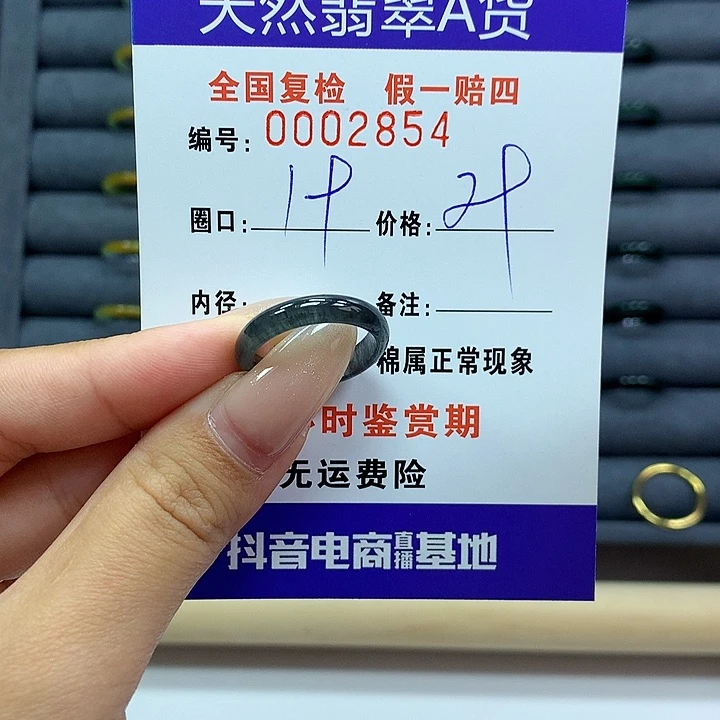 天然翡翠A货
全国复检 假一赔四
编号: 0002854
圈口: 价格:
内径: 备注:
棉属正常现象
时鉴赏期
无运费险
抖音电商直播基地